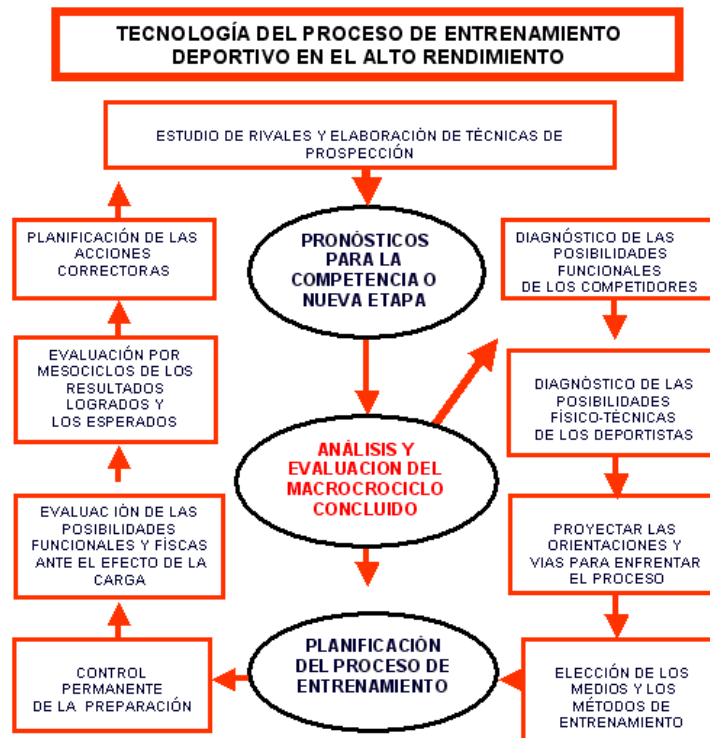 TECNOLOGÍA DEL PROCESO DE ENTRENAMIENTO
DEPORTIVO EN EL ALTO RENDIMIENTO
ESTUDIO DE RIVALES Y ELABORACIÓN DE TÉCNICAS DE
PROSPECCIÓN
PRONÓSTICOS
PARA LA
COMPETENCIA O
NUEVA ETAPA
PLANIFICACIÓN DE LAS
ACCIONES
CORRECTORAS
DIAGNÓSTICO DE LAS
POSIBILIDADES
FUNCIONALES
DE LOS COMPETIDORES
EVALUACIÓN POR
MESOCICLOS DE LOS
RESULTADOS
LOGRADOS Y
LOS ESPERADOS
DIAGNÓSTICO DE LAS
POSIBILIDADES
FÍSICO-TÉCNICAS
DE LOS DEPORTISTAS
ANÁLISIS Y
EVALUACION DEL
MACROCROCICLO
CONCLUIDO
EVALUACIÓN DE LAS
POSIBILIDADES
FUNCIONALES Y FÍSCAS
ANTE EL EFECTO DE LA
CARGA
PROYECTAR LAS
ORIENTACIONES Y
VIAS PARA ENFRENTAR
EL PROCESO
PLANIFICACIÓN
DEL PROCESO DE
ENTRENAMIENTO
CONTROL
PERMANENTE
DE LA PREPARACIÓN
ELECCIÓN DE LOS
MEDIOS Y LOS
MÉTODOS DE
ENTRENAMIENTO